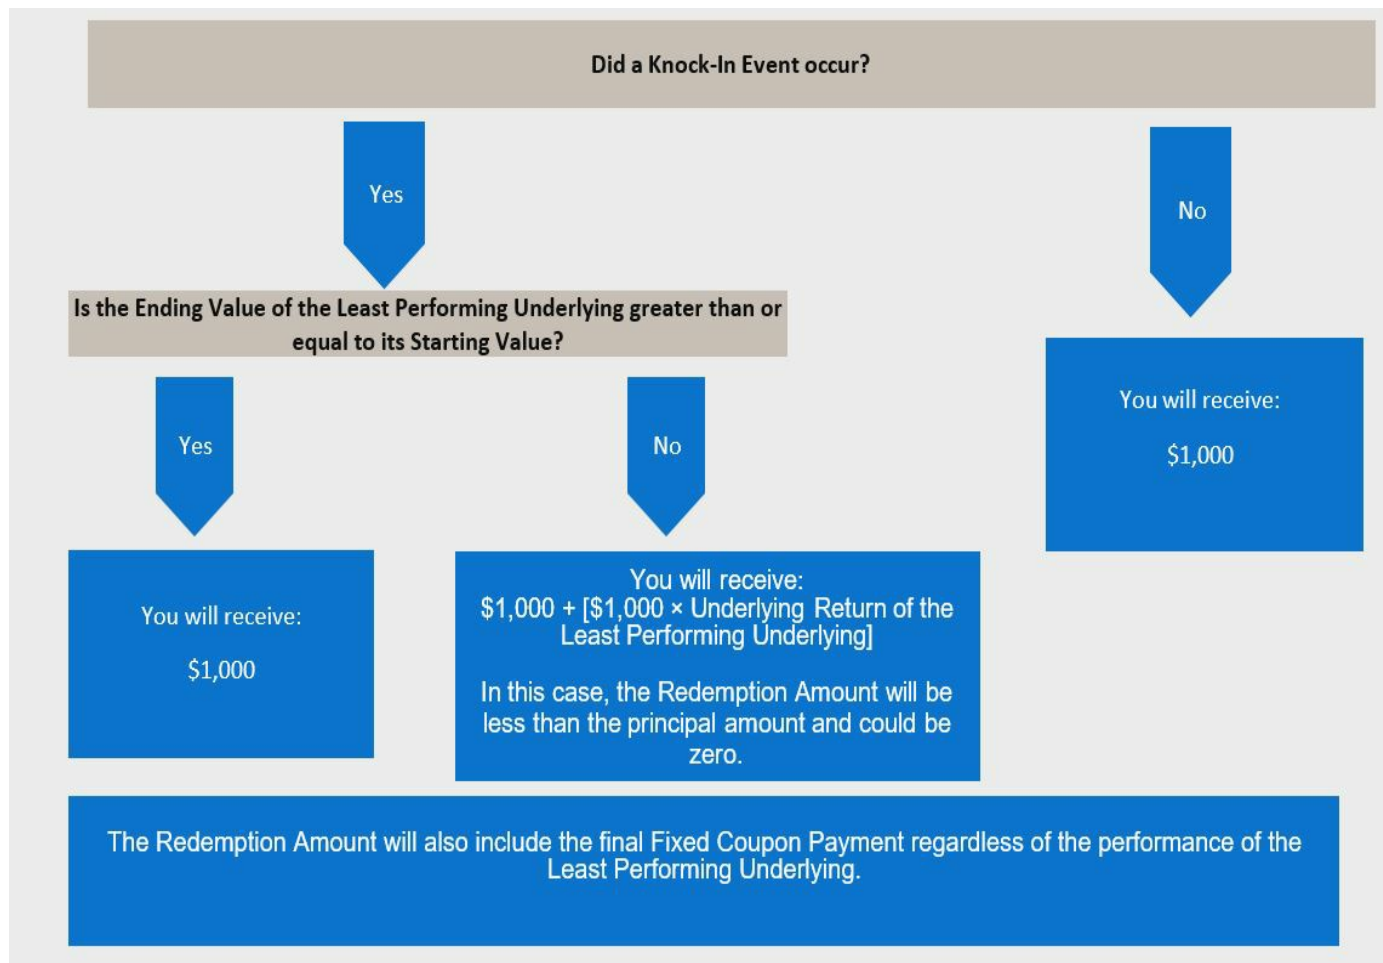 Did a Knock-In Event occur?
Yes
No
Is the Ending Value of the Least Performing Underlying greater than or
equal to its Starting Value?
Yes
No
You will receive:
$1,000
You will receive:
$1,000
You will receive:
$1,000 + [$1,000 × Underlying Return of the
Least Performing Underlying]
In this case, the Redemption Amount will be
less than the principal amount and could be
zero.
The Redemption Amount will also include the final Fixed Coupon Payment regardless of the performance of the
Least Performing Underlying.